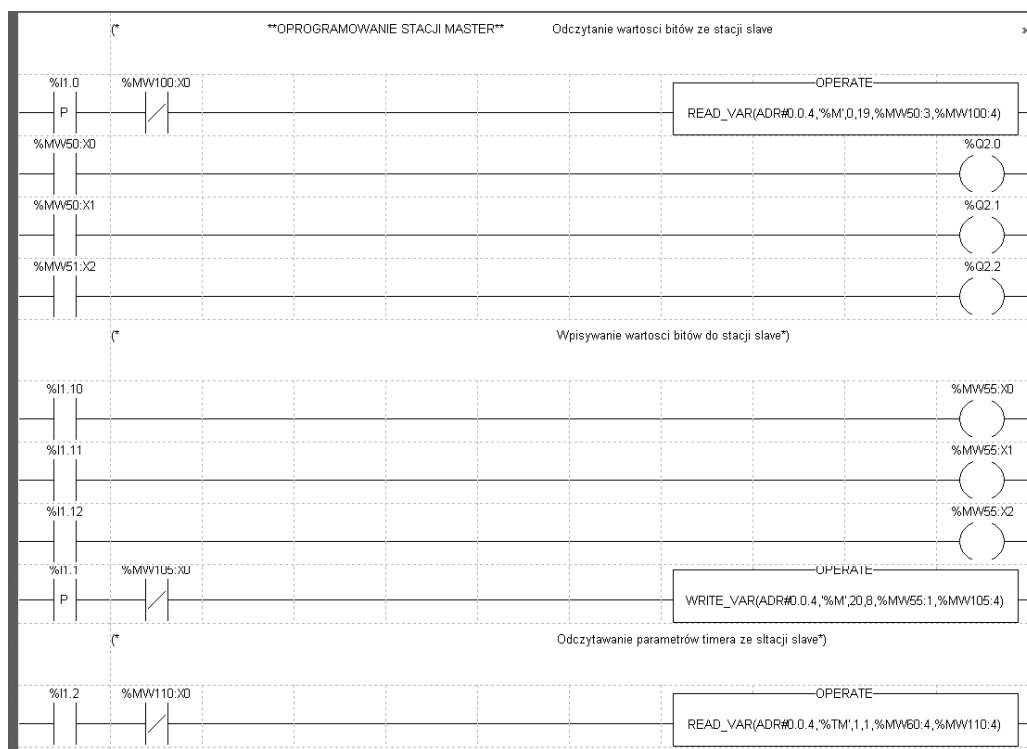 (* **OPROGRAMOWANIE STACJI MASTER** Odczytanie wartosci bitów ze stacji slave »
%I1.0 %MW100:X0 OPERATE
P / READ_VAR(ADR#0.0.4,'%M',0,19,%MW50:3,%MW100:4)
%MW50:X0 %Q2.0
%MW50:X1 %Q2.1
%MW51:X2 %Q2.2
(* Wpisywanie wartosci bitów do stacji slave*)
%I1.10 %MW55:X0
%I1.11 %MW55:X1
%I1.12 %MW55:X2
%I1.1 %MW105:X0 OPERATE
P / WRITE_VAR(ADR#0.0.4,'%M',20,8,%MW55:1,%MW105:4)
(* Odczytawanie parametrów timera ze sltacji slave*)
%I1.2 %MW110:X0 OPERATE
/ READ_VAR(ADR#0.0.4,'%TM',1,1,%MW60:4,%MW110:4)